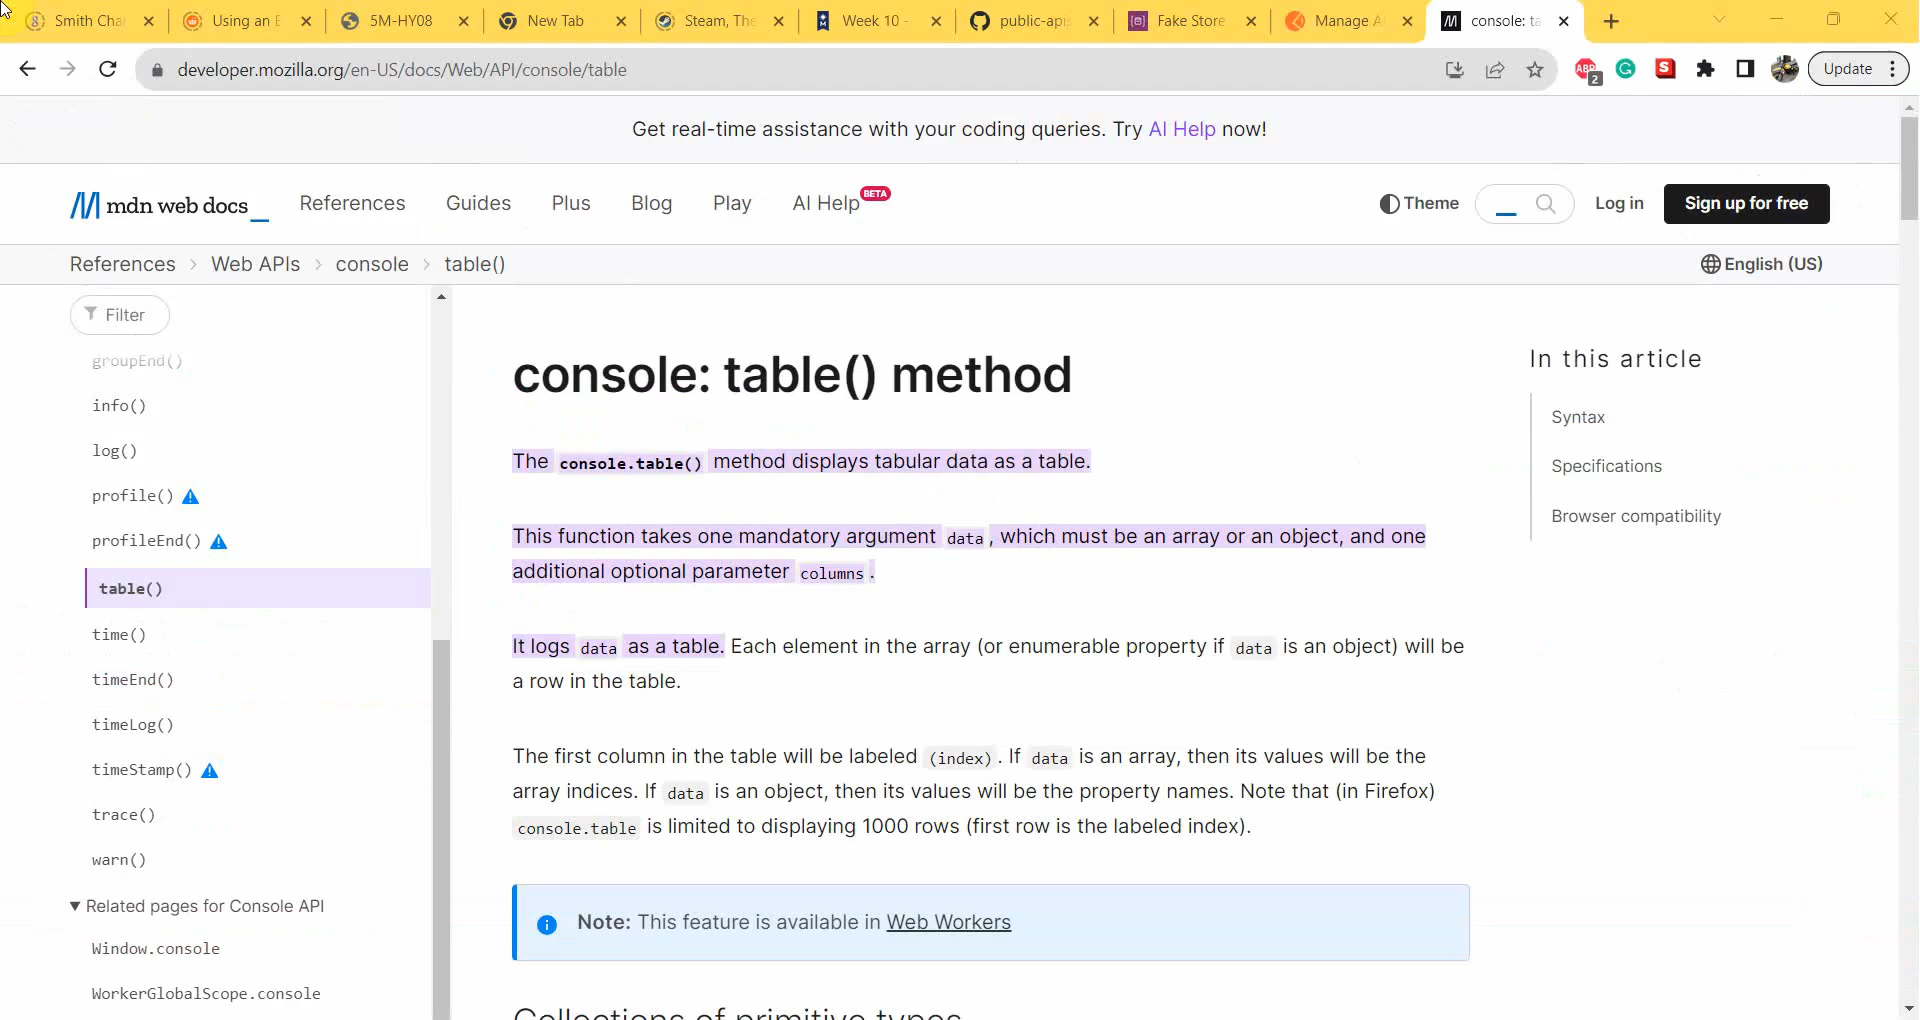 Smith Cha
Using an E
5M-HY08
New Tab
Steam, The
Week 10 -
public-apis
Fake Store
Manage A
console: ta
developer.mozilla.org/en-US/docs/Web/API/console/table
ABP
2
Update
Get real-time assistance with your coding queries. Try AI Help now!
mdn web docs_
References
Guides
Plus
Blog
Play
AI Help
BETA
Theme
Log in
Sign up for free
References > Web APIs > console > table()
English (US)
Filter
groupEnd()
info()
log()
profile()
profileEnd()
table()
time()
timeEnd()
timeLog()
timeStamp()
trace()
warn()
Related pages for Console API
Window.console
WorkerGlobalScope.console
console: table() method
The console.table() method displays tabular data as a table.
This function takes one mandatory argument data, which must be an array or an object, and one
additional optional parameter columns.
It logs data as a table. Each element in the array (or enumerable property if data is an object) will be
a row in the table.
The first column in the table will be labeled (index). If data is an array, then its values will be the
array indices. If data is an object, then its values will be the property names. Note that (in Firefox)
console.table is limited to displaying 1000 rows (first row is the labeled index).
Note: This feature is available in Web Workers
Collections of primitive types
In this article
Syntax
Specifications
Browser compatibility